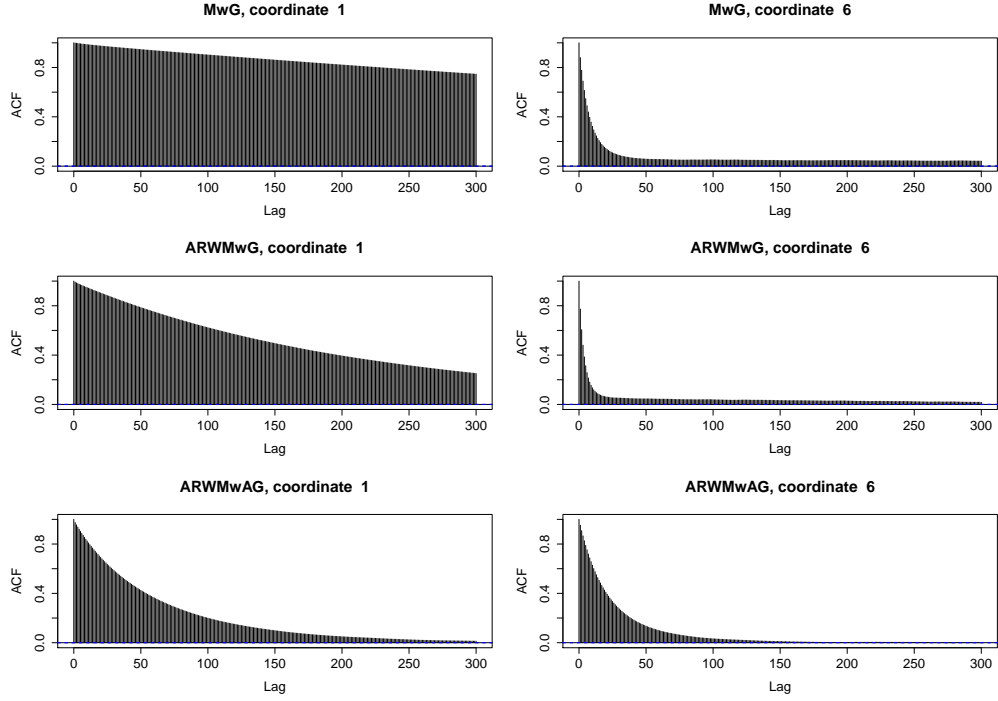 MwG, coordinate 1
ACF
0.0 0.4 0.8
0 50 100 150 200 250 300
Lag
MwG, coordinate 6
ACF
0.0 0.4 0.8
0 50 100 150 200 250 300
Lag
ARWMwG, coordinate 1
ACF
0.0 0.4 0.8
0 50 100 150 200 250 300
Lag
ARWMwG, coordinate 6
ACF
0.0 0.4 0.8
0 50 100 150 200 250 300
Lag
ARWMwAG, coordinate 1
ACF
0.0 0.4 0.8
0 50 100 150 200 250 300
Lag
ARWMwAG, coordinate 6
ACF
0.0 0.4 0.8
0 50 100 150 200 250 300
Lag